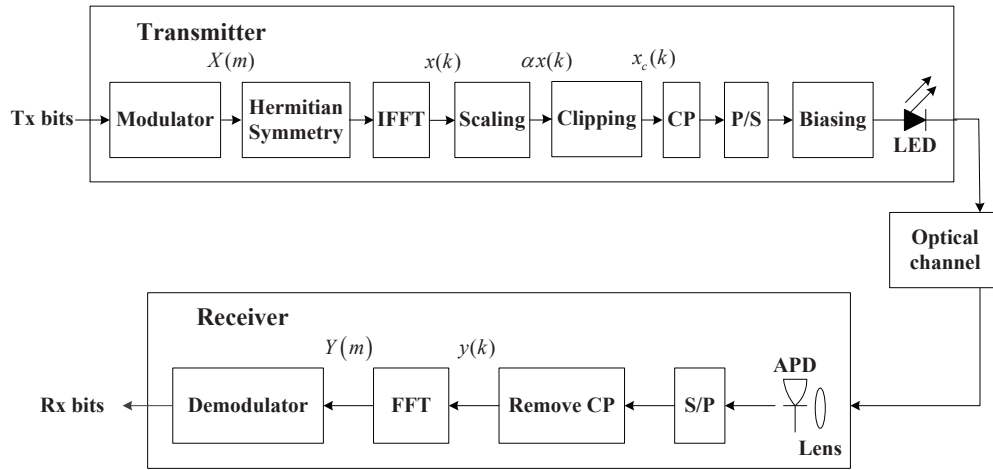 Transmitter
X(m)
x(k)
αx(k)
x_c(k)
Tx bits
Modulator
Hermitian
Symmetry
IFFT
Scaling
Clipping
CP
P/S
Biasing
LED
Optical
channel
Receiver
Y(m)
y(k)
APD
Rx bits
Demodulator
FFT
Remove CP
S/P
Lens